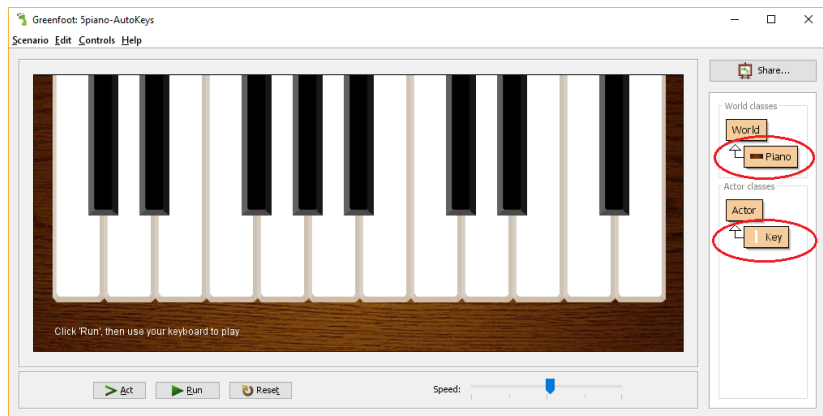 Greenfoot: 5piano-AutoKeys
Scenario Edit Controls Help
Share...
World classes
World
Piano
Actor classes
Actor
Key
Click 'Run', then use your keyboard to play
Act Run Reset Speed: